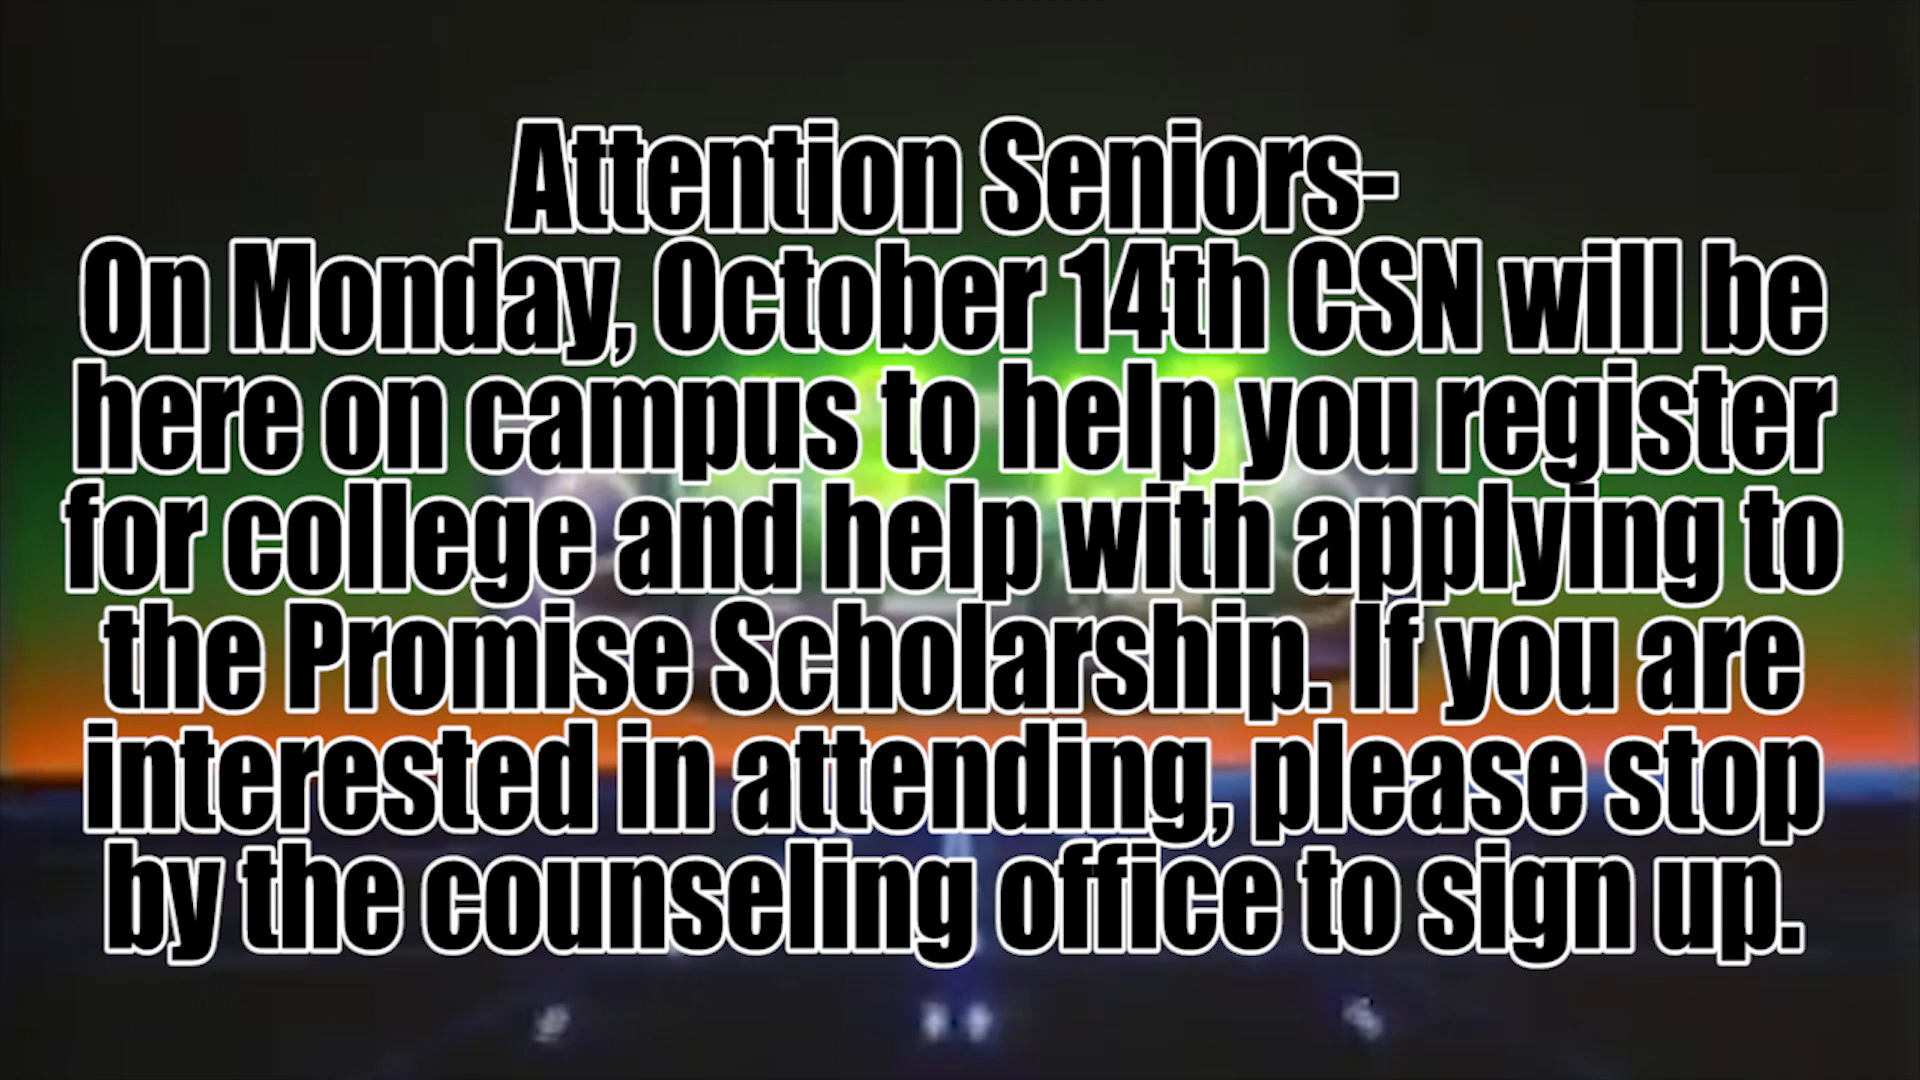 Attention Seniors-
On Monday, October 14th CSN will be
here on campus to help you register
for college and help with applying to
the Promise Scholarship. If you are
interested in attending, please stop
by the counseling office to sign up.